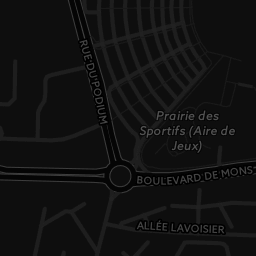 RUE DU PODIUM
Prairie des
Sportifs (Aire de
Jeux)
BOULEVARD DE MONS
ALLÉE LAVOISIER